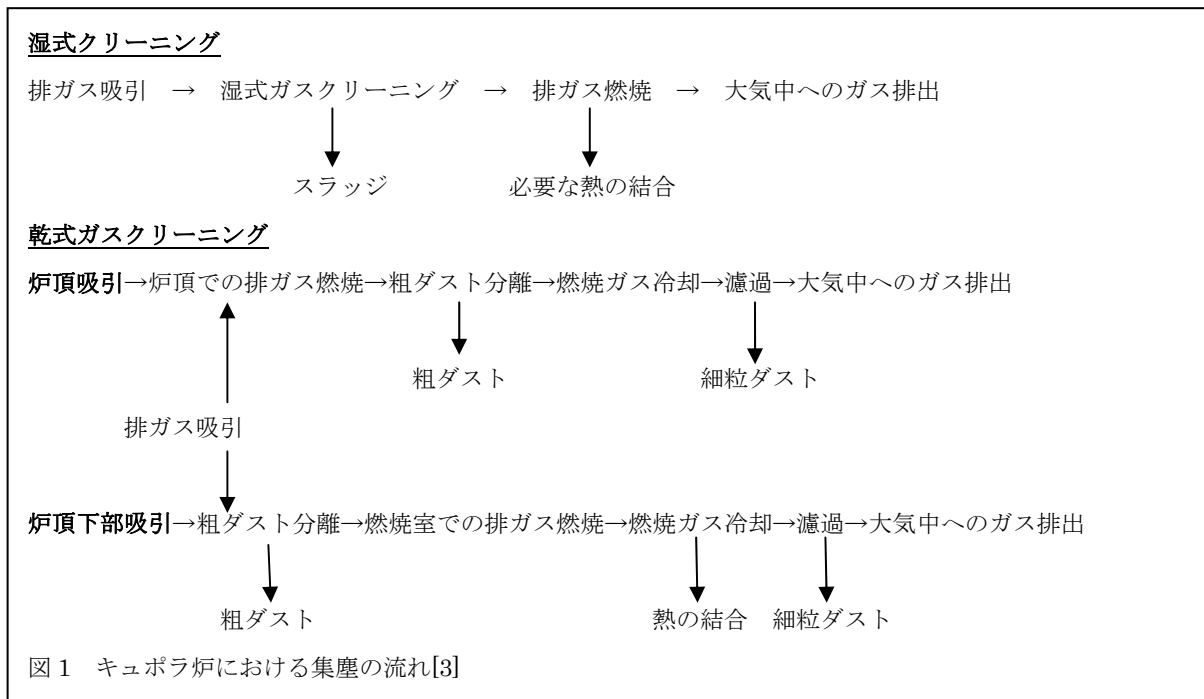 湿式クリーニング
排ガス吸引 → 湿式ガスクリーニング → 排ガス燃焼 → 大気中へのガス排出
スラッジ 必要な熱の結合
乾式ガスクリーニング
炉頂吸引→炉頂での排ガス燃焼→粗ダスト分離→燃焼ガス冷却→濾過→大気中へのガス排出
粗ダスト 細粒ダスト
排ガス吸引
炉頂下部吸引→粗ダスト分離→燃焼室での排ガス燃焼→燃焼ガス冷却→濾過→大気中へのガス排出
粗ダスト 熱の結合 細粒ダスト
図1 キュポラ炉における集塵の流れ[3]